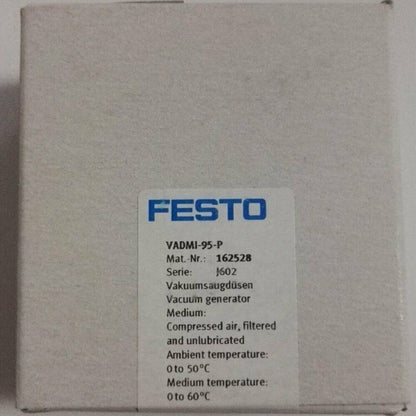 FESTO
VADMI-95-P
Mat.-Nr.: 162528
Serie: J602
Vakuumsaugdüsen
Vacuum generator
Medium:
Compressed air, filtered
and unlubricated
Ambient temperature:
0 to 50°C
Medium temperature:
0 to 60°C